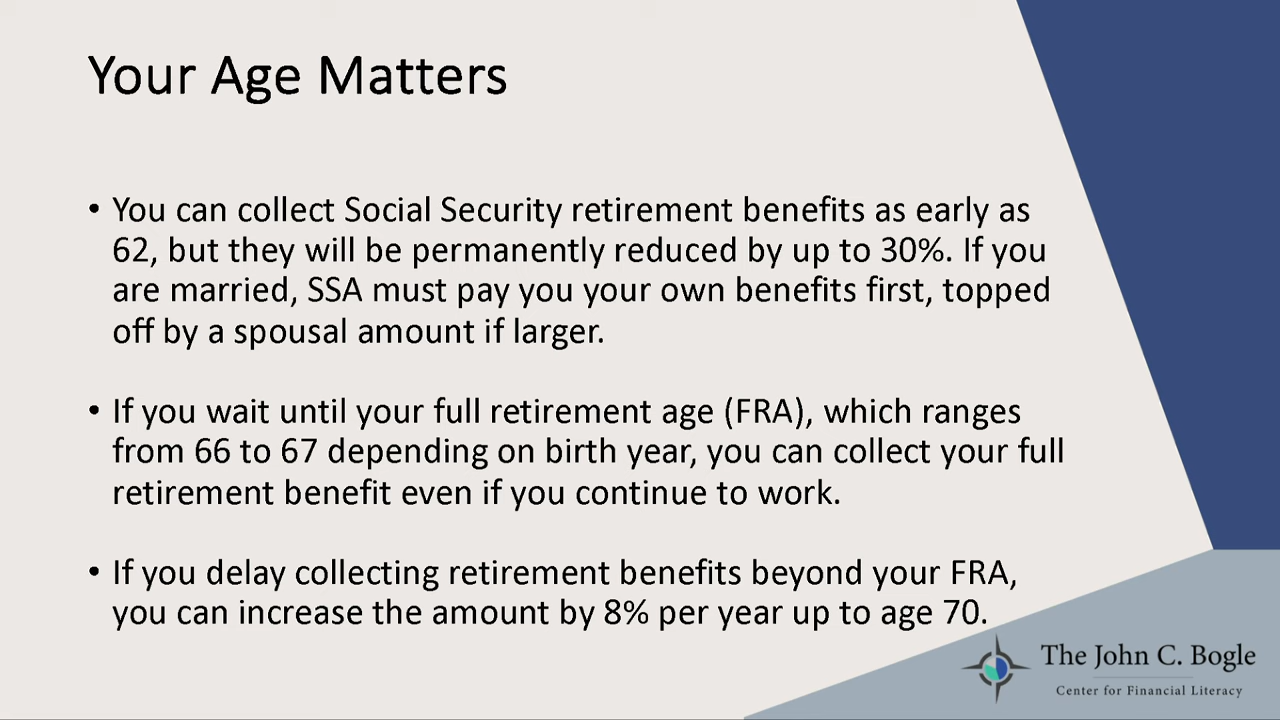 Your Age Matters
• You can collect Social Security retirement benefits as early as
62, but they will be permanently reduced by up to 30%. If you
are married, SSA must pay you your own benefits first, topped
off by a spousal amount if larger.
• If you wait until your full retirement age (FRA), which ranges
from 66 to 67 depending on birth year, you can collect your full
retirement benefit even if you continue to work.
• If you delay collecting retirement benefits beyond your FRA,
you can increase the amount by 8% per year up to age 70.
The John C. Bogle
Center for Financial Literacy